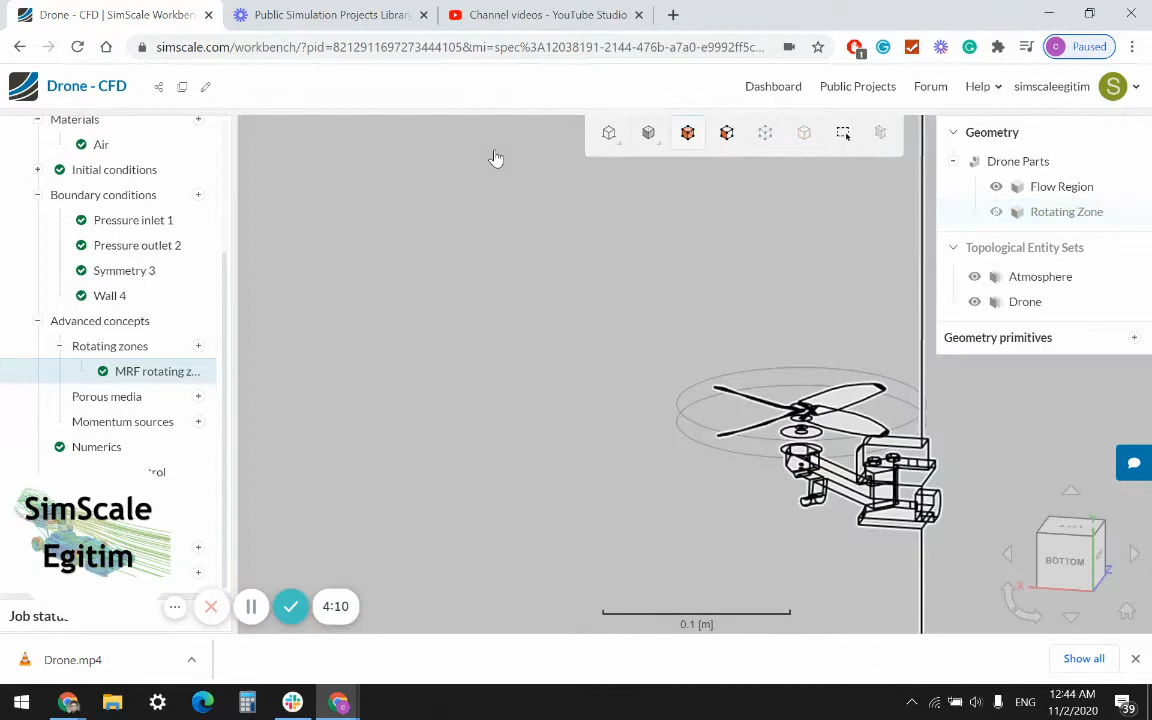 Drone - CFD | SimScale Workben
Public Simulation Projects Library
Channel videos - YouTube Studio
simscale.com/workbench/?pid=8212911697273444105&mi=spec%3A12038191-2144-476b-a7a0-e9992ff5c...
1
C Paused
Drone - CFD
Dashboard
Public Projects
Forum
Help
simscaleegitim
S
Materials
Air
Initial conditions
Boundary conditions
Pressure inlet 1
Pressure outlet 2
Symmetry 3
Wall 4
Advanced concepts
Rotating zones
MRF rotating z...
Porous media
Momentum sources
Numerics
rol
SimScale
Egitim
Job status
4:10
Geometry
Drone Parts
Flow Region
Rotating Zone
Topological Entity Sets
Atmosphere
Drone
Geometry primitives
BOTTOM
X
Y
Z
0.1 [m]
Drone.mp4
Show all
ENG
12:44 AM
11/2/2020
39